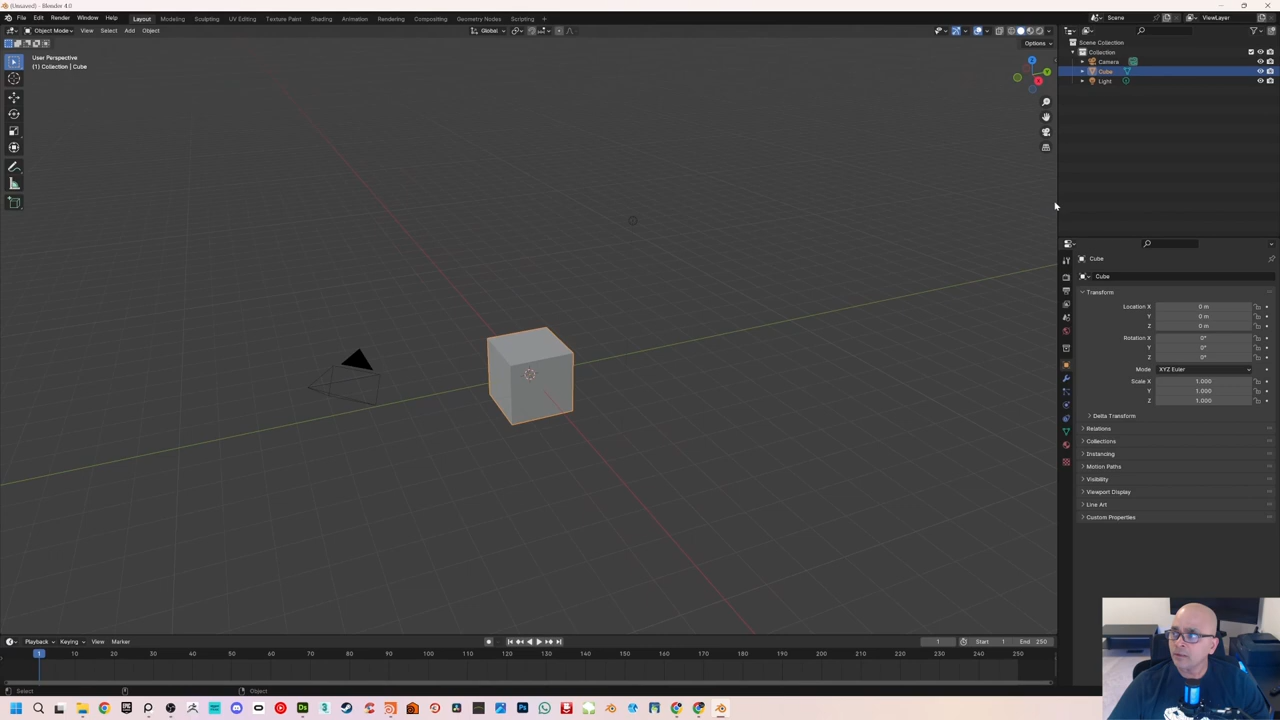 (Unsaved) - Blender 4.0
File Edit Render Window Help Layout Modeling Sculpting UV Editing Texture Paint Shading Animation Rendering Compositing Geometry Nodes Scripting Scene ViewLayer
Object Mode View Select Add Object Global
Options
User Perspective
(1) Collection | Cube
Z
Y
X
Scene Collection
Collection
Camera
Cube
Light
Cube
Cube
Transform
Location X 0 m
Y 0 m
Z 0 m
Rotation X 0°
Y 0°
Z 0°
Mode XYZ Euler
Scale X 1.000
Y 1.000
Z 1.000
Delta Transform
Relations
Collections
Instancing
Motion Paths
Visibility
Viewport Display
Line Art
Custom Properties
Playback Keying View Marker 1 Start 1 End 250
1 10 20 30 40 50 60 70 80 90 100 110 120 130 140 150 160 170 180 190 200 210 220 230 240 250
Select Object
Ds Ps